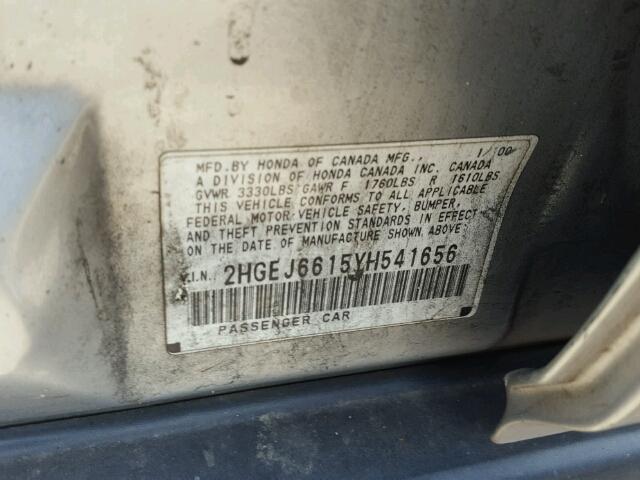 MFD. BY HONDA OF CANADA MFG., 1/00
A DIVISION OF HONDA CANADA INC. CANADA
GVWR 3330LBS GAWR F 1760LBS R 1610LBS
THIS VEHICLE CONFORMS TO ALL APPLICABLE
FEDERAL MOTOR VEHICLE SAFETY, BUMPER,
AND THEFT PREVENTION STANDARDS IN EFFECT
ON THE DATE OF MANUFACTURE SHOWN ABOVE.
V.I.N.: 2HGEJ6615YH541656
PASSENGER CAR